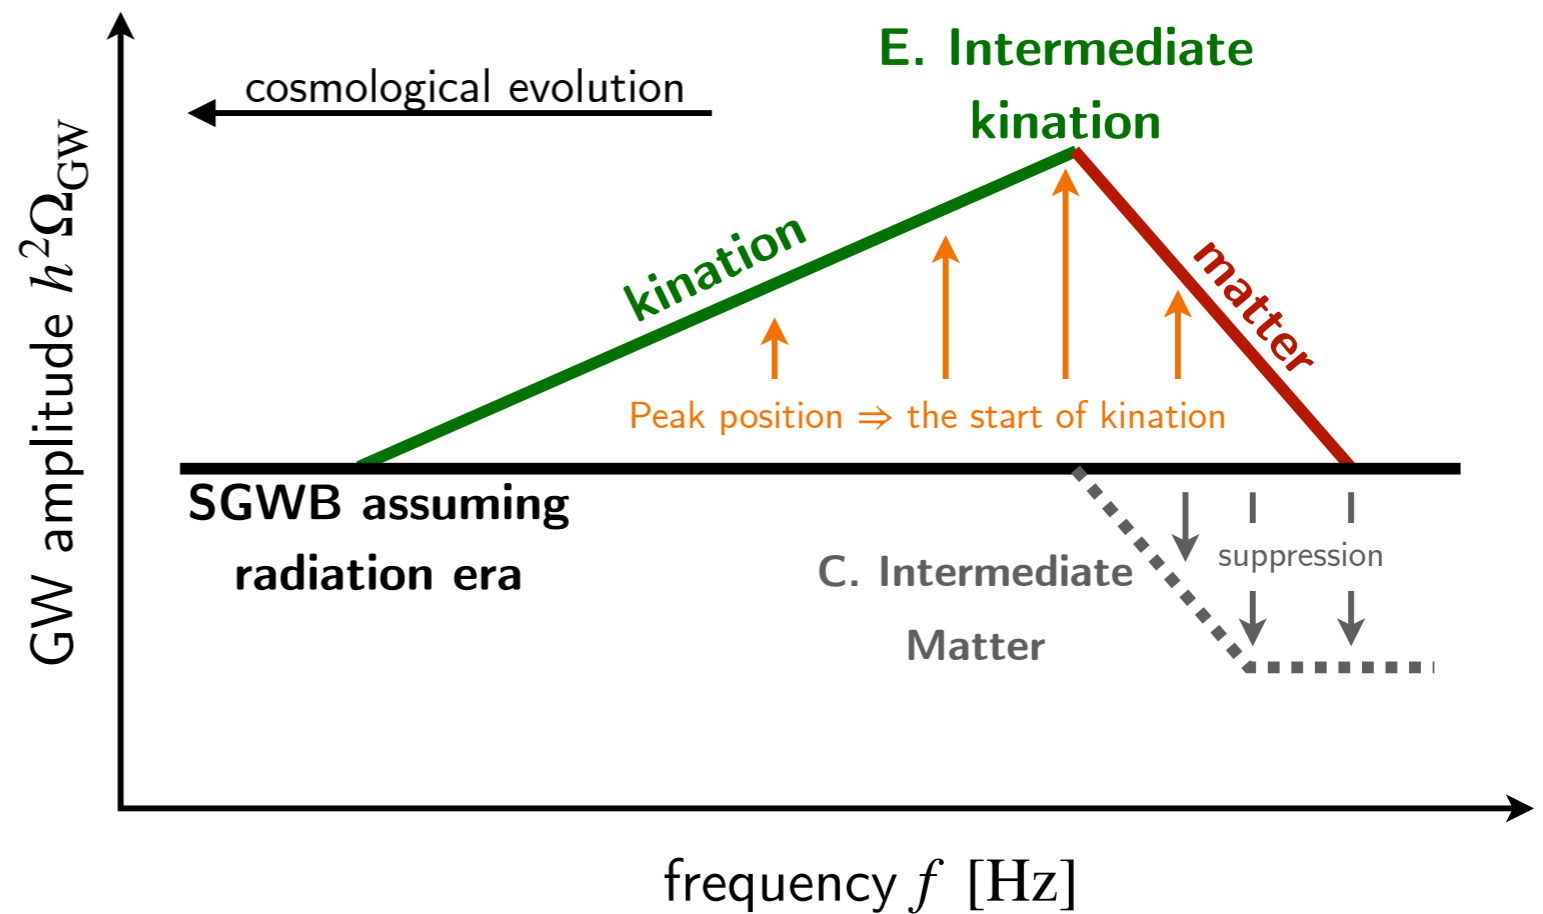 E. Intermediate
kination
cosmological evolution
GW amplitude h²Ω_GW
kination
matter
Peak position ⇒ the start of kination
SGWB assuming
radiation era
C. Intermediate
Matter
suppression
frequency f [Hz]